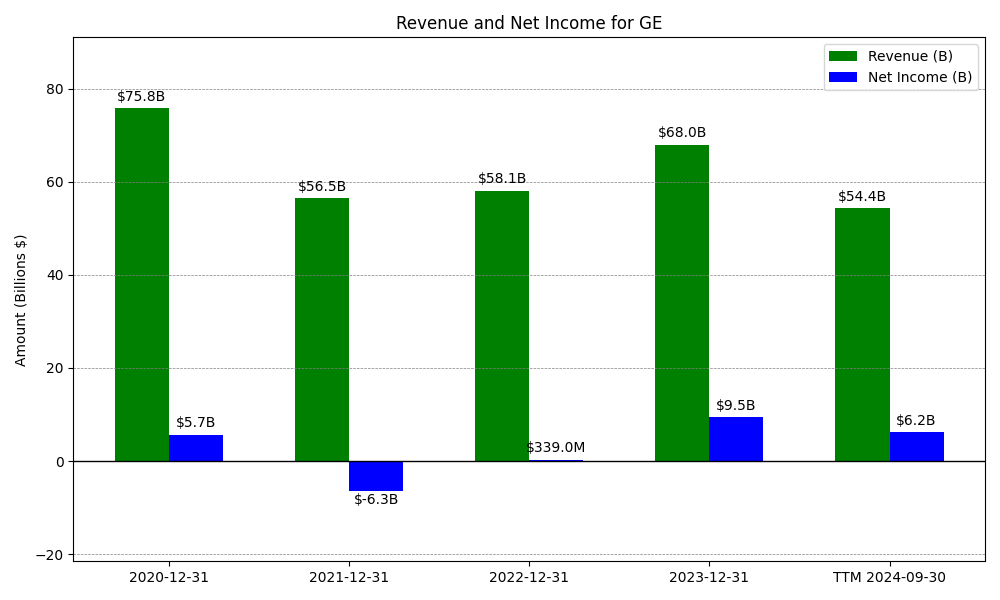 Revenue and Net Income for GE
Revenue (B)
Net Income (B)
Amount (Billions $)
80
60
40
20
0
−20
$75.8B
$5.7B
$56.5B
$-6.3B
$58.1B
$339.0M
$68.0B
$9.5B
$54.4B
$6.2B
2020-12-31
2021-12-31
2022-12-31
2023-12-31
TTM 2024-09-30